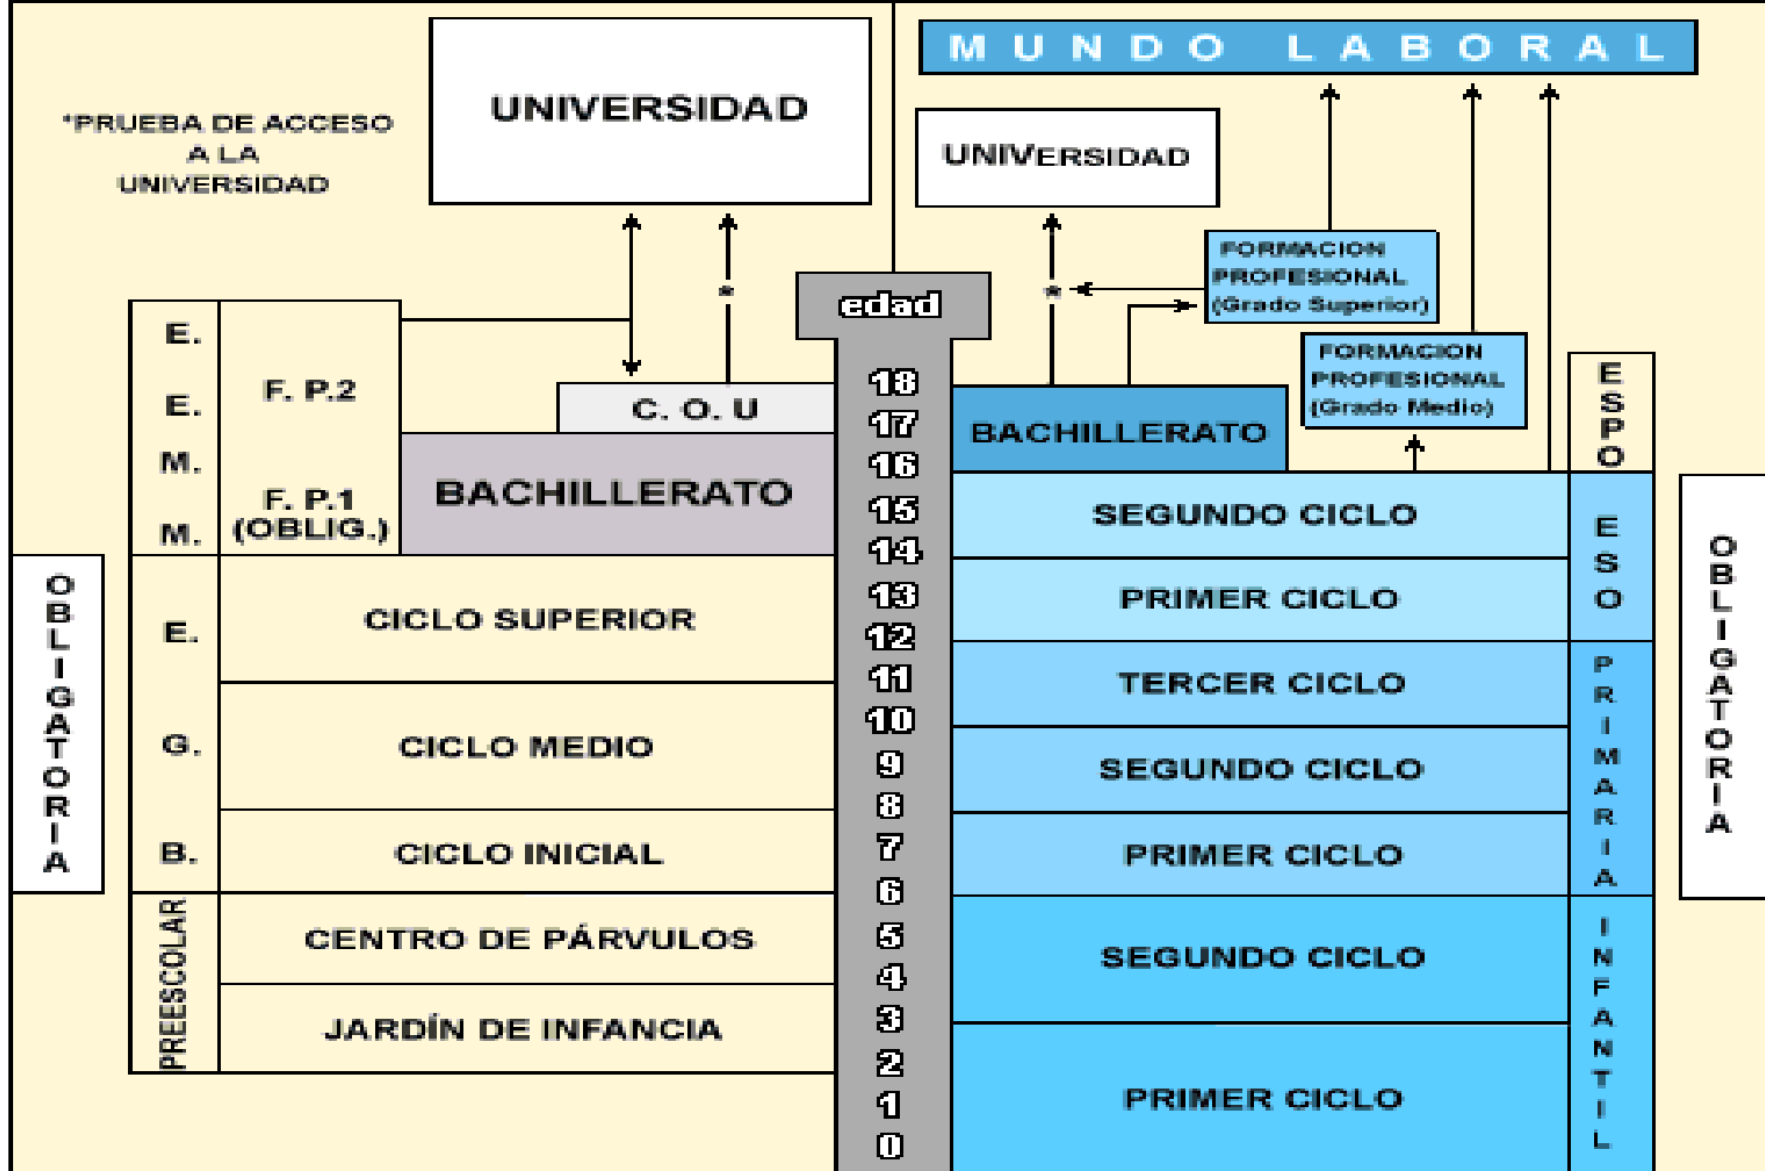 *PRUEBA DE ACCESO
A LA
UNIVERSIDAD
UNIVERSIDAD
E.
E.
M.
M.
F. P.2
F. P.1
(OBLIG.)
C. O. U
BACHILLERATO
OBLIGATORIA
E.
G.
B.
CICLO SUPERIOR
CICLO MEDIO
CICLO INICIAL
PREESCOLAR
CENTRO DE PÁRVULOS
JARDÍN DE INFANCIA
*
edad
18
17
16
15
14
13
12
11
10
9
8
7
6
5
4
3
2
1
0
MUNDO LABORAL
UNIVERSIDAD
*
FORMACION
PROFESIONAL
(Grado Superior)
FORMACION
PROFESIONAL
(Grado Medio)
BACHILLERATO
ESPO
SEGUNDO CICLO
PRIMER CICLO
ESO
TERCER CICLO
SEGUNDO CICLO
PRIMER CICLO
PRIMARIA
SEGUNDO CICLO
PRIMER CICLO
INFANTIL
OBLIGATORIA